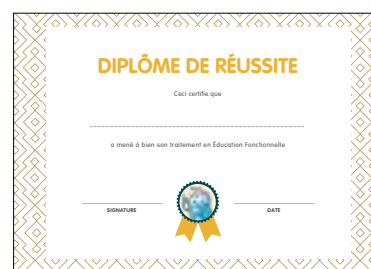 DIPLÔME DE RÉUSSITE
Ceci certifie que
a mené à bien son traitement en Éducation Fonctionnelle
SIGNATURE
DATE